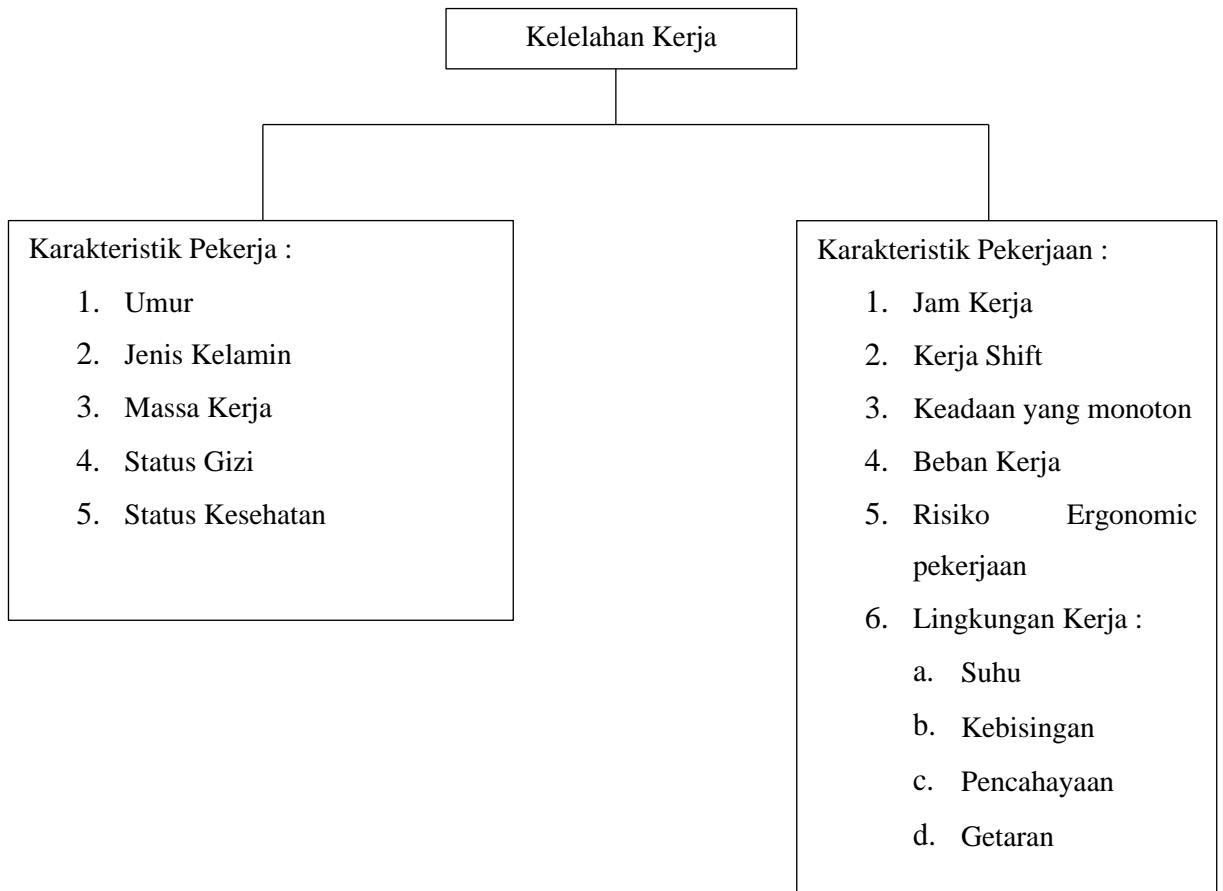 Kelelahan Kerja
Karakteristik Pekerja :
1. Umur
2. Jenis Kelamin
3. Massa Kerja
4. Status Gizi
5. Status Kesehatan
Karakteristik Pekerjaan :
1. Jam Kerja
2. Kerja Shift
3. Keadaan yang monoton
4. Beban Kerja
5. Risiko Ergonomic
pekerjaan
6. Lingkungan Kerja :
a. Suhu
b. Kebisingan
c. Pencahayaan
d. Getaran